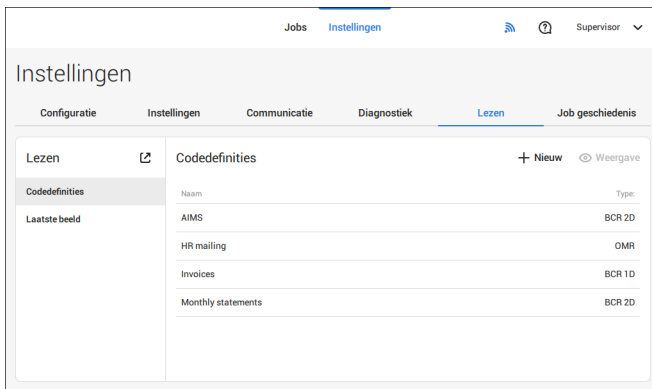 Jobs Instellingen Supervisor
Instellingen
Configuratie Instellingen Communicatie Diagnostiek Lezen Job geschiedenis
Lezen Codedefinities + Nieuw Weergave
Codedefinities
Laatste beeld
Naam Type:
AIMS BCR 2D
HR mailing OMR
Invoices BCR 1D
Monthly statements BCR 2D